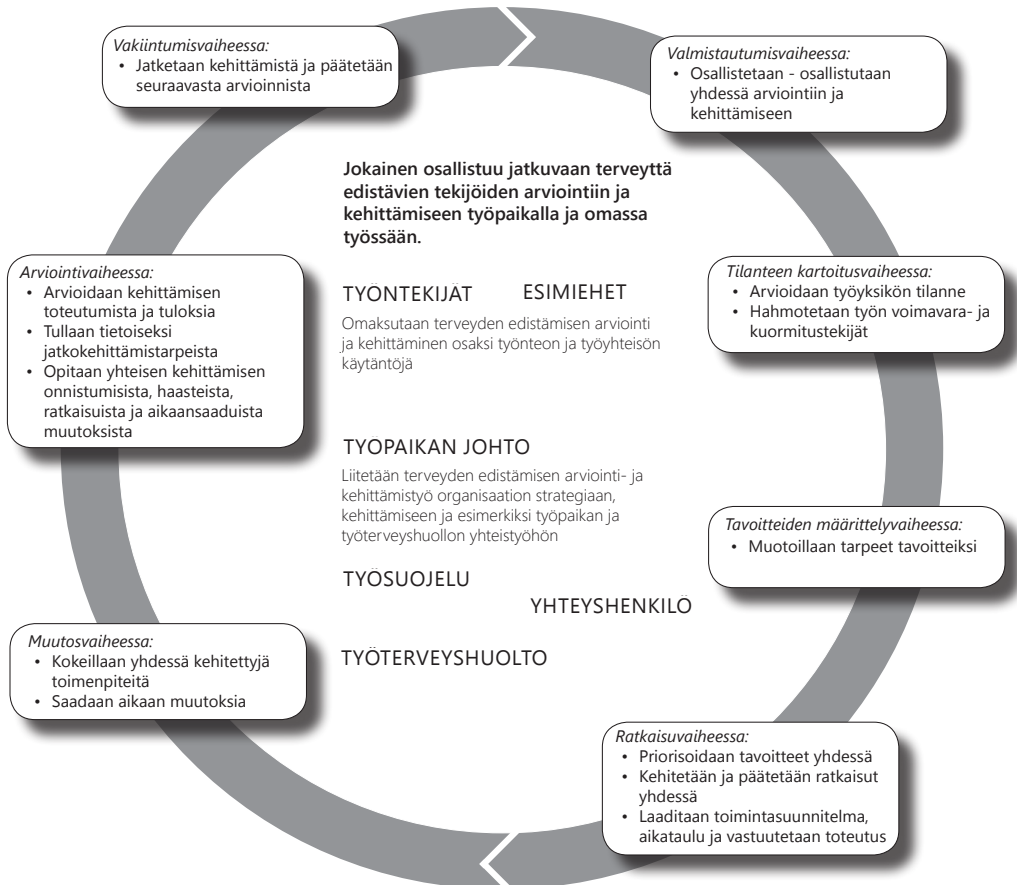 Vakiintumisvaiheessa:
• Jatketaan kehittämistä ja päätetään
seuraavasta arvioinnista
Valmistautumisvaiheessa:
• Osallistetaan - osallistutaan
yhdessä arviointiin ja
kehittämiseen
Jokainen osallistuu jatkuvaan terveyttä
edistävien tekijöiden arviointiin ja
kehittämiseen työpaikalla ja omassa
työssään.
Arviointivaiheessa:
• Arvioidaan kehittämisen
toteutumista ja tuloksia
• Tullaan tietoiseksi
jatkokehittämistarpeista
• Opitaan yhteisen kehittämisen
onnistumisista, haasteista,
ratkaisuista ja aikaansaaduista
muutoksista
TYÖNTEKIJÄT ESIMIEHET
Omaksutaan terveyden edistämisen arviointi
ja kehittäminen osaksi työnteon ja työyhteisön
käytäntöjä
Tilanteen kartoitusvaiheessa:
• Arvioidaan työyksikön tilanne
• Hahmotetaan työn voimavara- ja
kuormitustekijät
TYÖPAIKAN JOHTO
Liitetään terveyden edistämisen arviointi- ja
kehittämistyö organisaation strategiaan,
kehittämiseen ja esimerkiksi työpaikan ja
työterveyshuollon yhteistyöhön
Tavoitteiden määrittelyvaiheessa:
• Muotoillaan tarpeet tavoitteiksi
TYÖSUOJELU
YHTEYSHENKILÖ
TYÖTERVEYSHUOLTO
Muutosvaiheessa:
• Kokeillaan yhdessä kehitettyjä
toimenpiteitä
• Saadaan aikaan muutoksia
Ratkaisuvaiheessa:
• Priorisoidaan tavoitteet yhdessä
• Kehitetään ja päätetään ratkaisut
yhdessä
• Laaditaan toimintasuunnitelma,
aikataulu ja vastuutetaan toteutus